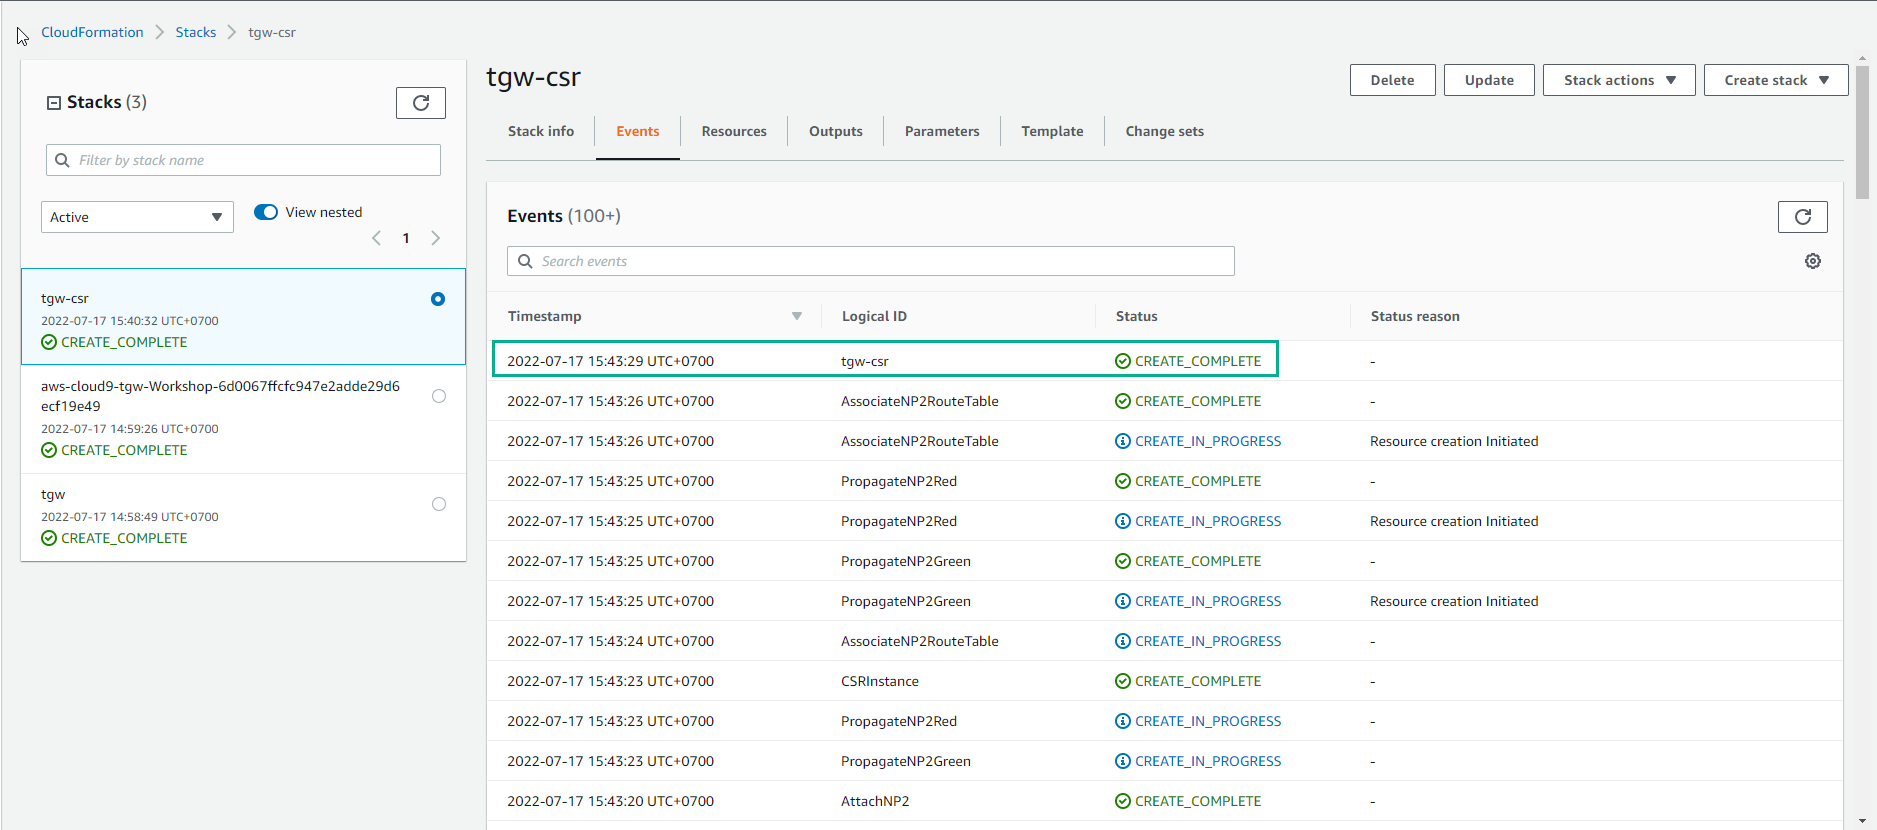 CloudFormation > Stacks > tgw-csr
Stacks (3)
Filter by stack name
Active
View nested
1
tgw-csr
2022-07-17 15:40:32 UTC+0700
CREATE_COMPLETE
aws-cloud9-tgw-Workshop-6d0067ffcfc947e2adde29d6
ecf19e49
2022-07-17 14:59:26 UTC+0700
CREATE_COMPLETE
tgw
2022-07-17 14:58:49 UTC+0700
CREATE_COMPLETE
tgw-csr
Delete Update Stack actions Create stack
Stack info Events Resources Outputs Parameters Template Change sets
Events (100+)
Search events
Timestamp Logical ID Status Status reason
2022-07-17 15:43:29 UTC+0700 tgw-csr CREATE_COMPLETE -
2022-07-17 15:43:26 UTC+0700 AssociateNP2RouteTable CREATE_COMPLETE -
2022-07-17 15:43:26 UTC+0700 AssociateNP2RouteTable CREATE_IN_PROGRESS Resource creation Initiated
2022-07-17 15:43:25 UTC+0700 PropagateNP2Red CREATE_COMPLETE -
2022-07-17 15:43:25 UTC+0700 PropagateNP2Red CREATE_IN_PROGRESS Resource creation Initiated
2022-07-17 15:43:25 UTC+0700 PropagateNP2Green CREATE_COMPLETE -
2022-07-17 15:43:25 UTC+0700 PropagateNP2Green CREATE_IN_PROGRESS Resource creation Initiated
2022-07-17 15:43:24 UTC+0700 AssociateNP2RouteTable CREATE_IN_PROGRESS -
2022-07-17 15:43:23 UTC+0700 CSRInstance CREATE_COMPLETE -
2022-07-17 15:43:23 UTC+0700 PropagateNP2Red CREATE_IN_PROGRESS -
2022-07-17 15:43:23 UTC+0700 PropagateNP2Green CREATE_IN_PROGRESS -
2022-07-17 15:43:20 UTC+0700 AttachNP2 CREATE_COMPLETE -